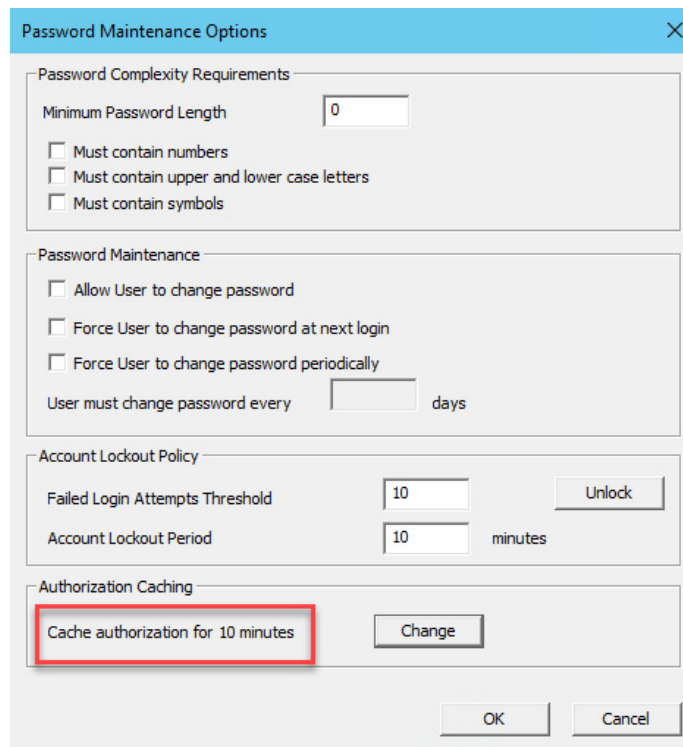 Password Maintenance Options
Password Complexity Requirements
Minimum Password Length 0
Must contain numbers
Must contain upper and lower case letters
Must contain symbols
Password Maintenance
Allow User to change password
Force User to change password at next login
Force User to change password periodically
User must change password every days
Account Lockout Policy
Failed Login Attempts Threshold 10 Unlock
Account Lockout Period 10 minutes
Authorization Caching
Cache authorization for 10 minutes Change
OK Cancel